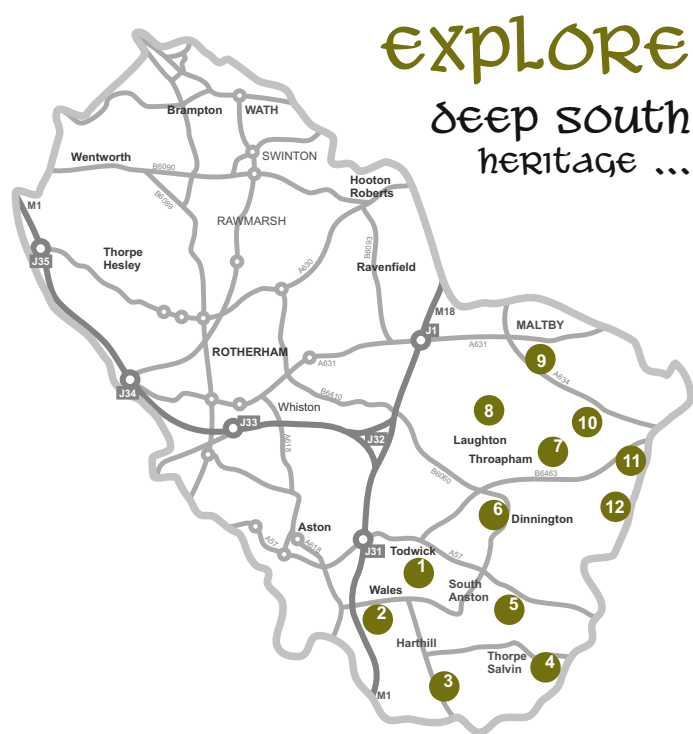 EXPLORE
deep south
heritage ...
Brampton
WATH
SWINTON
Wentworth
B6090
B6089
Hooton
Roberts
M1
RAWMARSH
J35
Thorpe
Hesley
A630
B6093
Ravenfield
M18
J1
MALTBY
A631
ROTHERHAM
A631
9
A634
J34
B6410
Whiston
8
10
J33
A618
J32
Laughton
Throapham
7
11
B6060
B6463
12
6
Dinnington
Aston
A57
A618
J31
Todwick
A57
1
South
Anston
Wales
2
5
Harthill
Thorpe
Salvin
4
3
M1